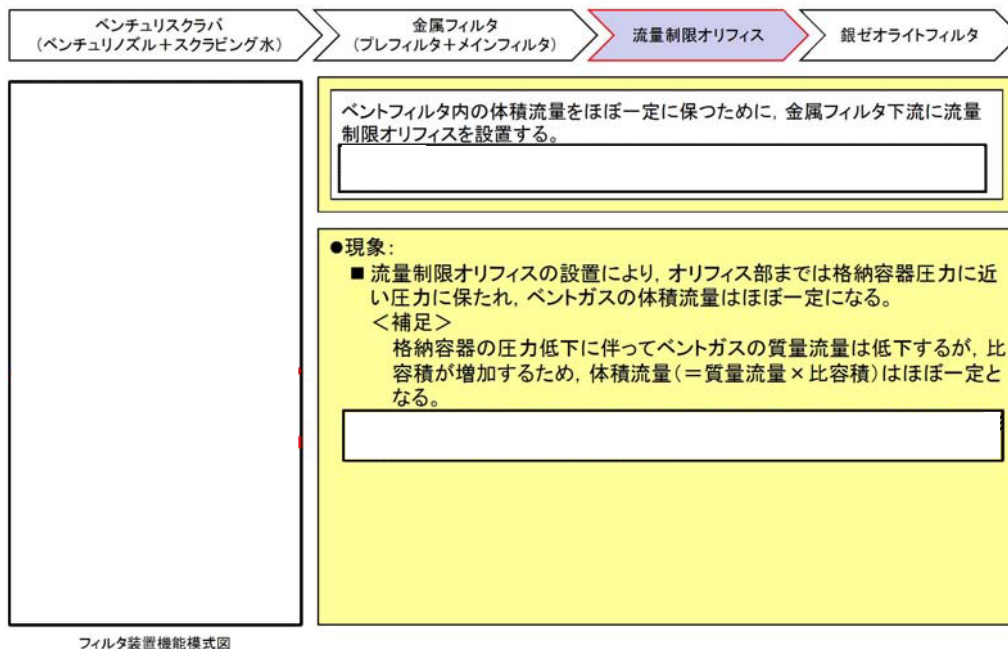 ベンチュリスクラバ
(ベンチュリノズル+スクラビング水)
金属フィルタ
(プレフィルタ+メインフィルタ)
流量制限オリフィス
銀ゼオライトフィルタ
ベントフィルタ内の体積流量をほぼ一定に保つために, 金属フィルタ下流に流量
制限オリフィスを設置する。
●現象:
■ 流量制限オリフィスの設置により, オリフィス部までは格納容器圧力に近
い圧力に保たれ, ベントガスの体積流量はほぼ一定になる。
<補足>
格納容器の圧力低下に伴ってベントガスの質量流量は低下するが, 比
容積が増加するため, 体積流量(=質量流量×比容積)はほぼ一定と
なる。
フィルタ装置機能模式図